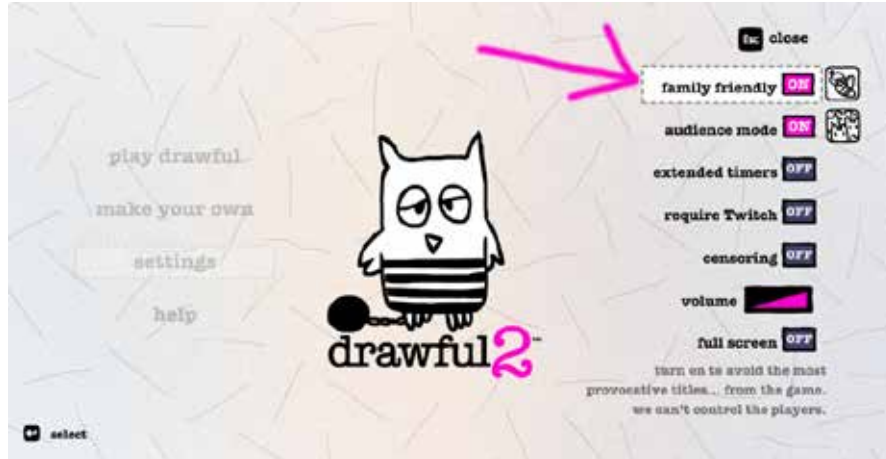 Esc close
family friendly ON
audience mode ON
extended timers OFF
require Twitch OFF
censoring OFF
volume
full screen OFF
turn on to avoid the most
provocative titles... from the game.
we can't control the players.
play drawful
make your own
settings
help
drawful 2™
select